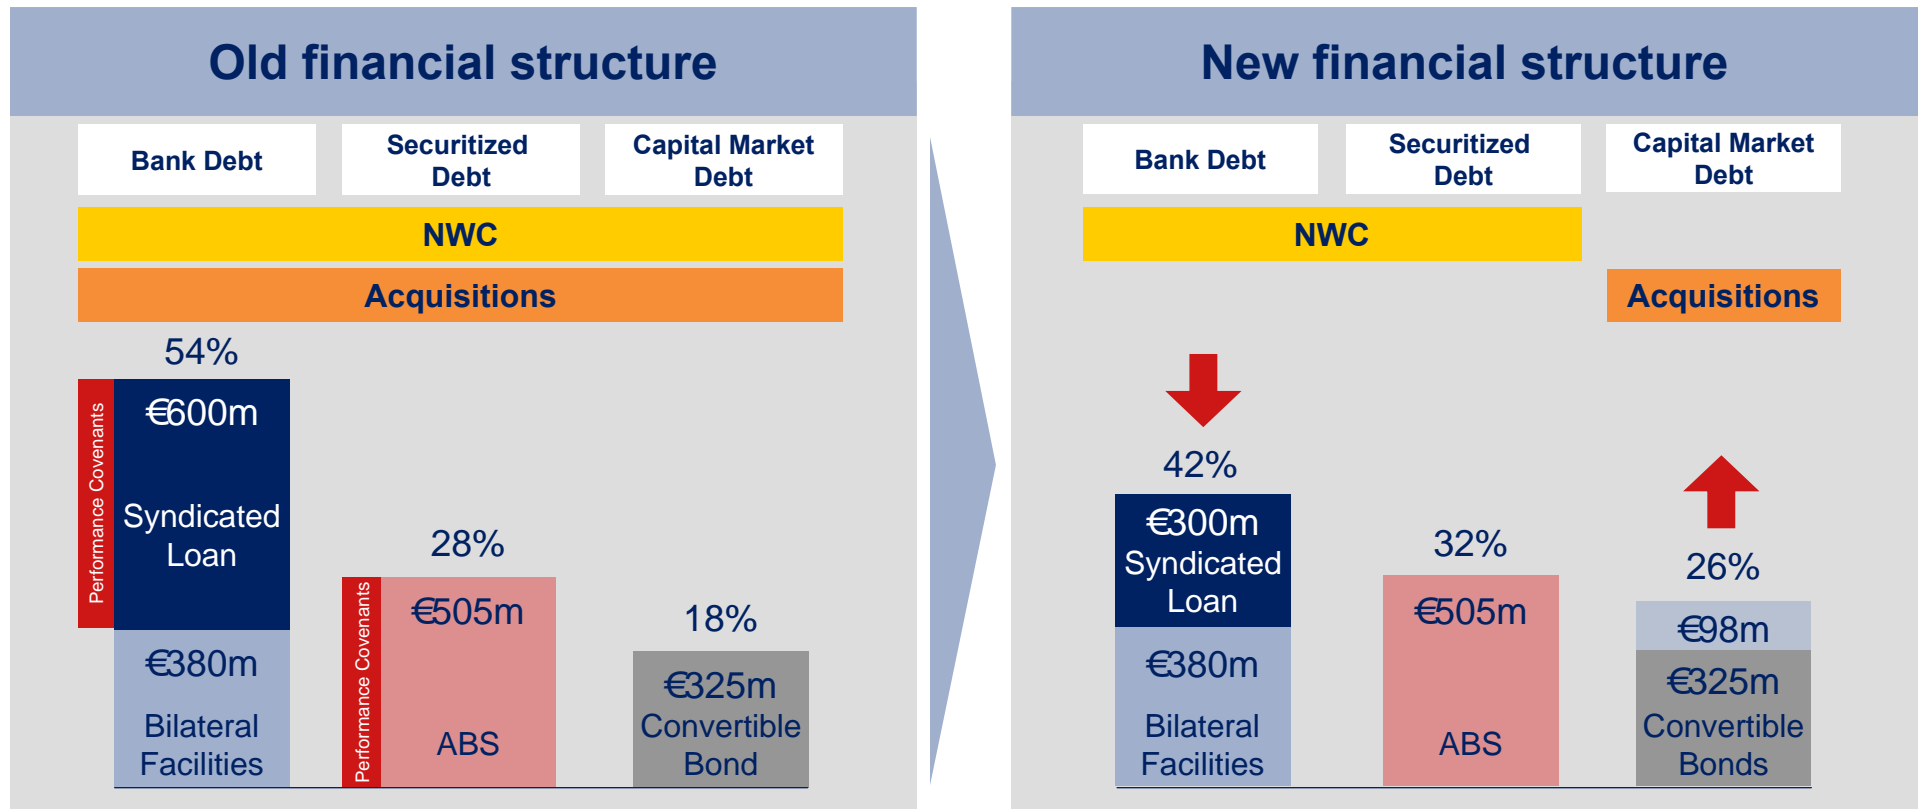 Old financial structure
Bank Debt
Securitized
Debt
Capital Market
Debt
NWC
Acquisitions
54%
Performance Covenants
€600m
Syndicated
Loan
€380m
Bilateral
Facilities
28%
Performance Covenants
€505m
ABS
18%
€325m
Convertible
Bond
New financial structure
Bank Debt
Securitized
Debt
Capital Market
Debt
NWC
Acquisitions
42%
€300m
Syndicated
Loan
€380m
Bilateral
Facilities
32%
€505m
ABS
26%
€98m
€325m
Convertible
Bonds